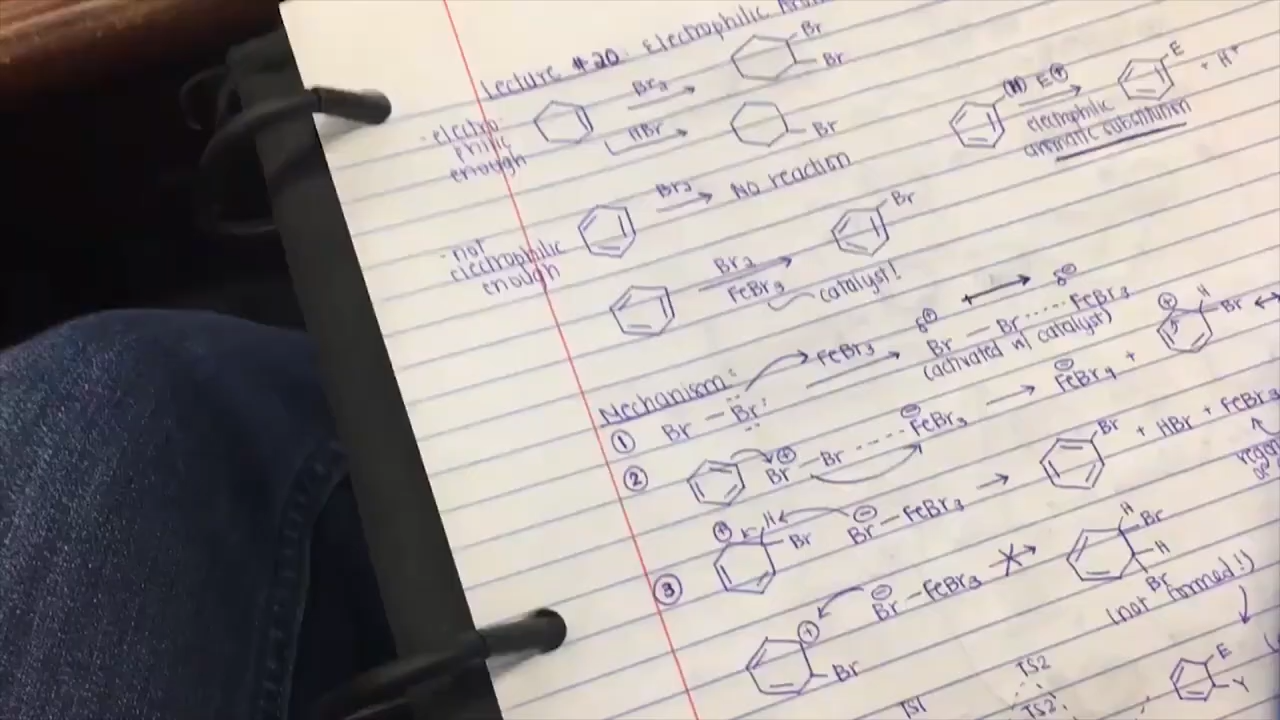 Lecture #20: Electrophilic
- electro
philic
enough
Br₂
Br
Br
HBr
Br
(H) E⊕
electrophilic
aromatic substitution
E
+ H⁺
- not
electrophilic
enough
Br₂
NO reaction
Br₂
FeBr₃
catalyst!
Br
Mechanism:
① Br — Br:
FeBr₃
δ⊕
δ⊖
Br — Br ····· FeBr₃
(activated w/ catalyst)
②
⊕
Br — Br ---- FeBr₃
⊖
⊖
FeBr₄
+
⊕
H
Br ↔
③
⊕
H
Br
⊖
Br — FeBr₃
Br
+ HBr + FeBr₃
⊕
Br
⊖
Br — FeBr₃
H
Br
H
Br
(not formed!)
TS1
TS2
TS2
E
Y